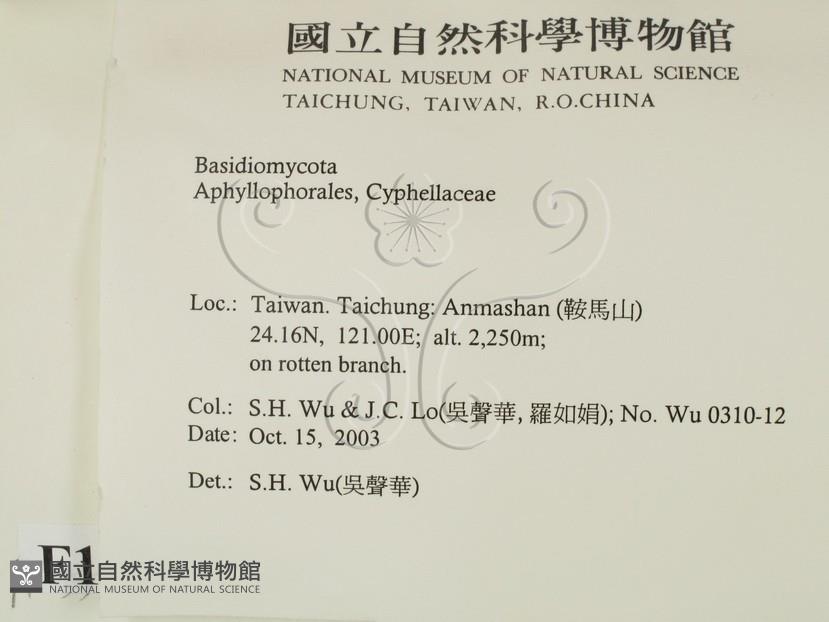 國立自然科學博物館
NATIONAL MUSEUM OF NATURAL SCIENCE
TAICHUNG, TAIWAN, R.O.CHINA
Basidiomycota
Aphyllophorales, Cyphellaceae
Loc.: Taiwan. Taichung: Anmashan (鞍馬山)
24.16N, 121.00E; alt. 2,250m;
on rotten branch.
Col.: S.H. Wu & J.C. Lo(吳聲華, 羅如娟); No. Wu 0310-12
Date: Oct. 15, 2003
Det.: S.H. Wu(吳聲華)
國立自然科學博物館
NATIONAL MUSEUM OF NATURAL SCIENCE